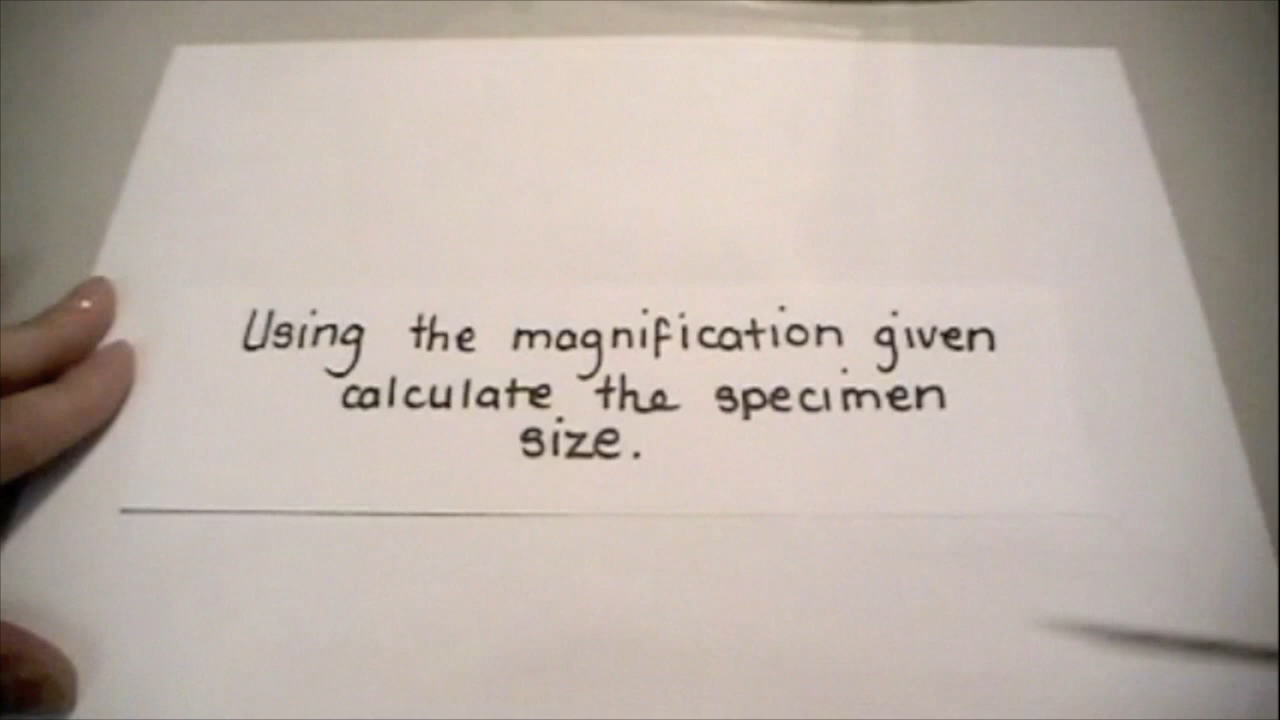 Using the magnification given
calculate the specimen
size.